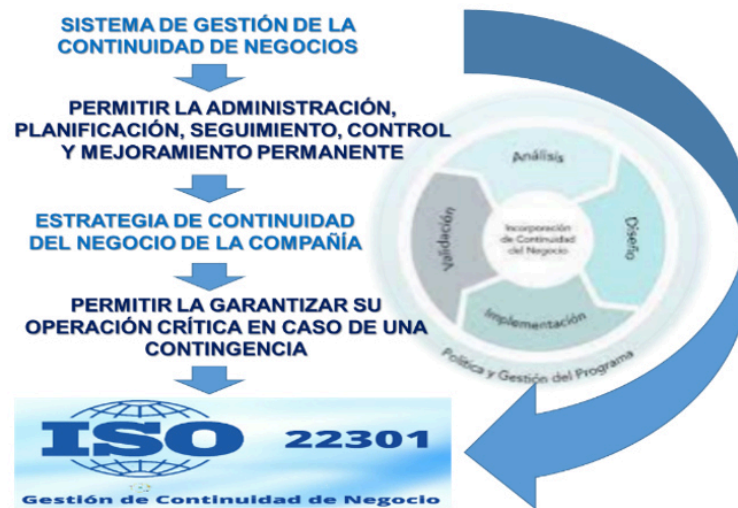 SISTEMA DE GESTIÓN DE LA
CONTINUIDAD DE NEGOCIOS
PERMITIR LA ADMINISTRACIÓN,
PLANIFICACIÓN, SEGUIMIENTO, CONTROL
Y MEJORAMIENTO PERMANENTE
ESTRATEGIA DE CONTINUIDAD
DEL NEGOCIO DE LA COMPAÑÍA
PERMITIR LA GARANTIZAR SU
OPERACIÓN CRÍTICA EN CASO DE UNA
CONTINGENCIA
ISO 22301
Gestión de Continuidad de Negocio
Análisis
Diseño
Implementación
Validación
Incorporación
de Continuidad
del Negocio
Política y Gestión del Programa